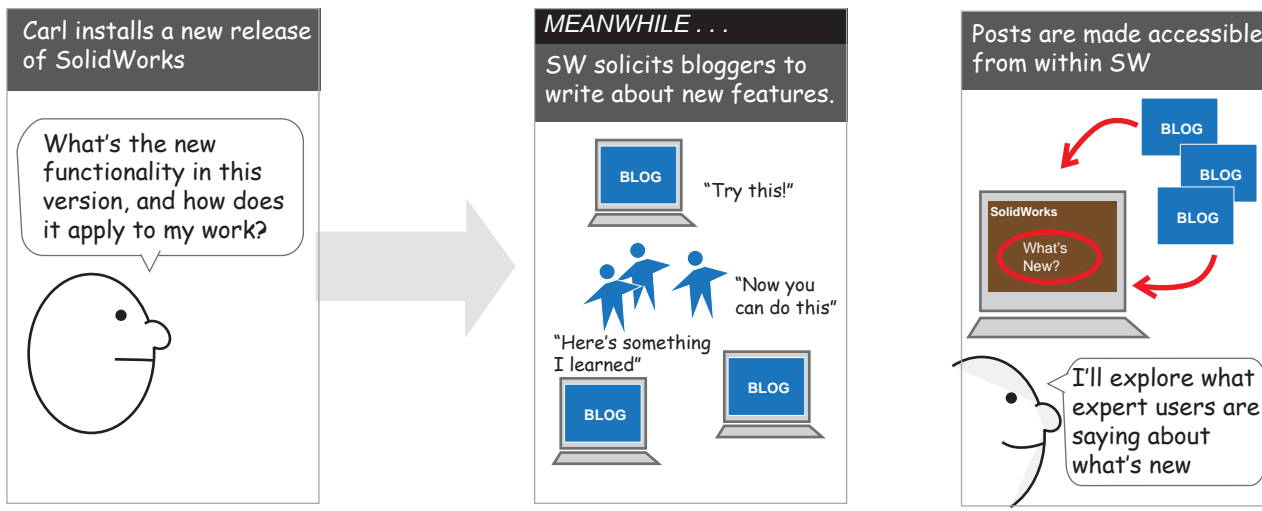 Carl installs a new release
of SolidWorks
What's the new
functionality in this
version, and how does
it apply to my work?
MEANWHILE . . .
SW solicits bloggers to
write about new features.
BLOG
"Try this!"
"Now you
can do this"
"Here's something
I learned"
BLOG
BLOG
Posts are made accessible
from within SW
BLOG
BLOG
BLOG
SolidWorks
What's
New?
I'll explore what
expert users are
saying about
what's new